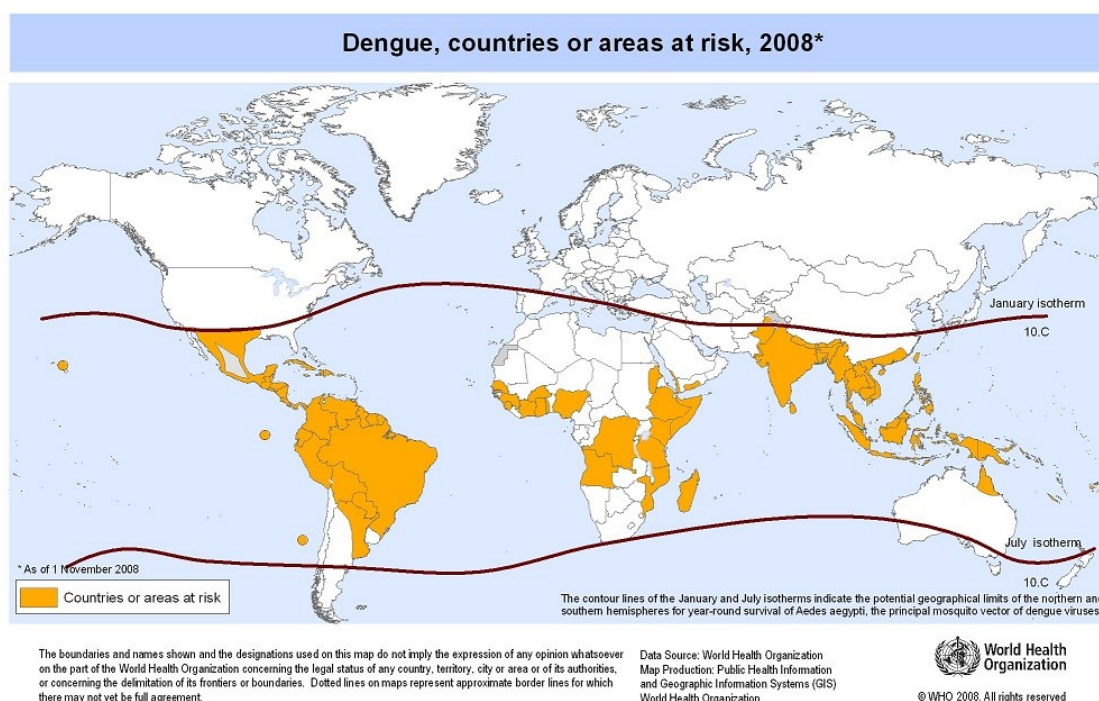 Dengue, countries or areas at risk, 2008*
January isotherm
10.C
July isotherm
10.C
* As of 1 November 2008
Countries or areas at risk
The contour lines of the January and July isotherms indicate the potential geographical limits of the northern and
southern hemispheres for year-round survival of Aedes aegypti, the principal mosquito vector of dengue viruses
The boundaries and names shown and the designations used on this map do not imply the expression of any opinion whatsoever
on the part of the World Health Organization concerning the legal status of any country, territory, city or area or of its authorities,
or concerning the delimitation of its frontiers or boundaries. Dotted lines on maps represent approximate border lines for which
there may not yet be full agreement.
Data Source: World Health Organization
Map Production: Public Health Information
and Geographic Information Systems (GIS)
World Health Organization
World Health
Organization
© WHO 2008. All rights reserved